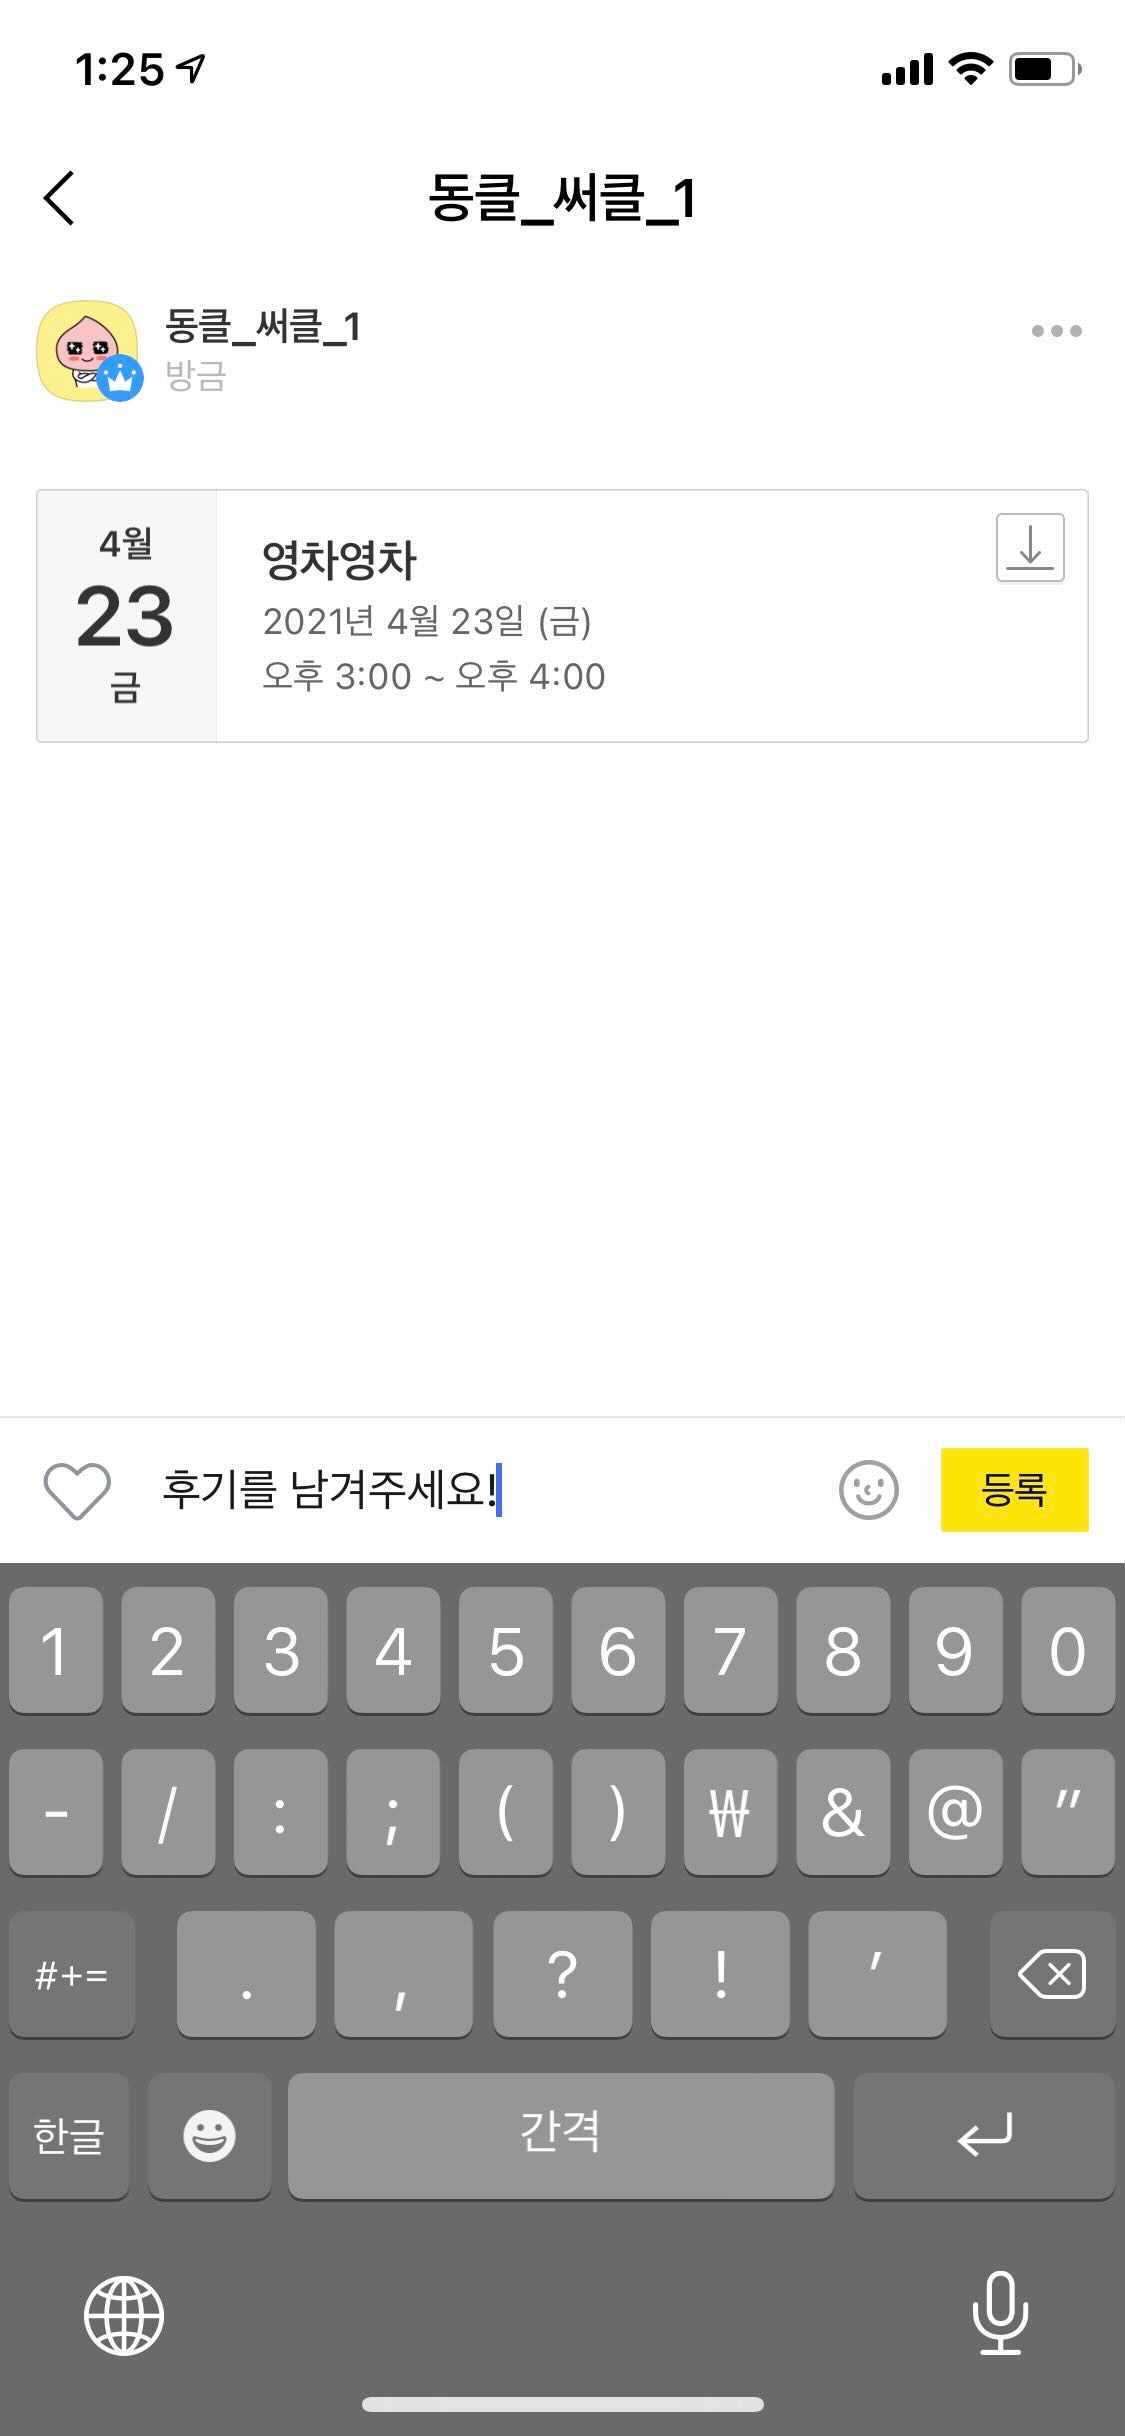 1:25
동클_써클_1
동클_써클_1
방금
4월
23
금
영차영차
2021년 4월 23일 (금)
오후 3:00 ~ 오후 4:00
후기를 남겨주세요!
등록
1 2 3 4 5 6 7 8 9 0
- / : ; ( ) ₩ & @ "
#+= . , ? ! '
한글 간격